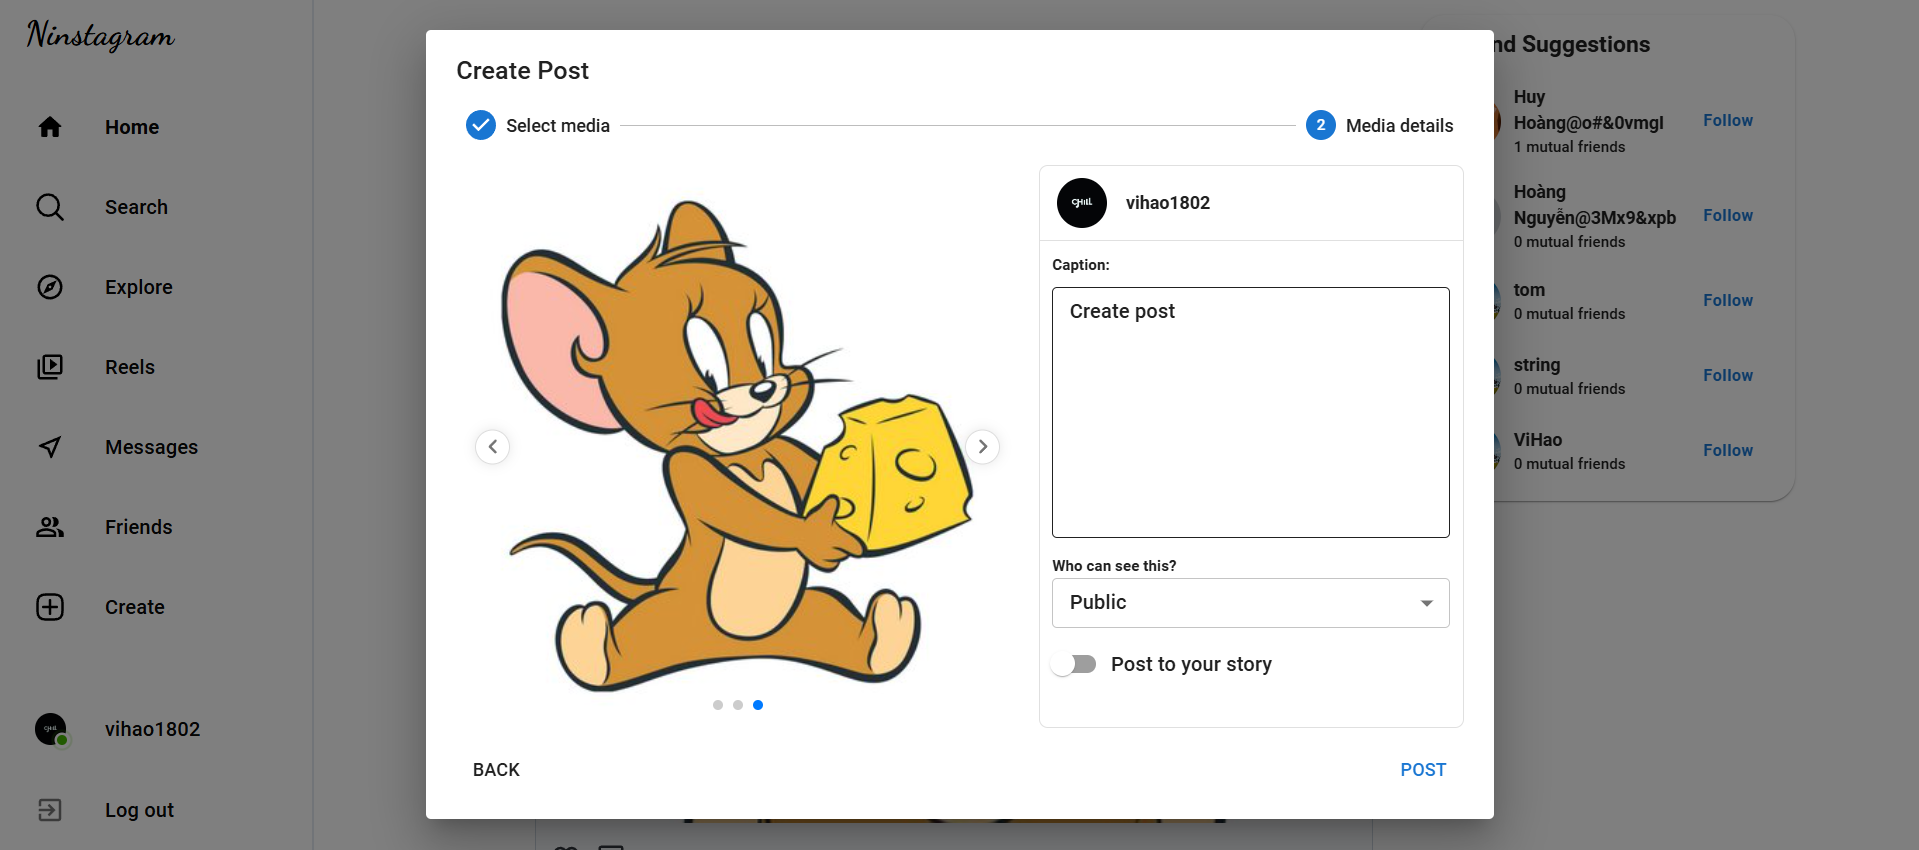 Ninstagram
Home
Search
Explore
Reels
Messages
Friends
Create
vihao1802
Log out
Create Post
Select media
2 Media details
CHILL
vihao1802
Caption:
Create post
Who can see this?
Public
Post to your story
BACK
POST
nd Suggestions
Huy
Hoàng@o#&0vmgl
1 mutual friends
Follow
Hoàng
Nguyễn@3Mx9&xpb
0 mutual friends
Follow
tom
0 mutual friends
Follow
string
0 mutual friends
Follow
ViHao
0 mutual friends
Follow